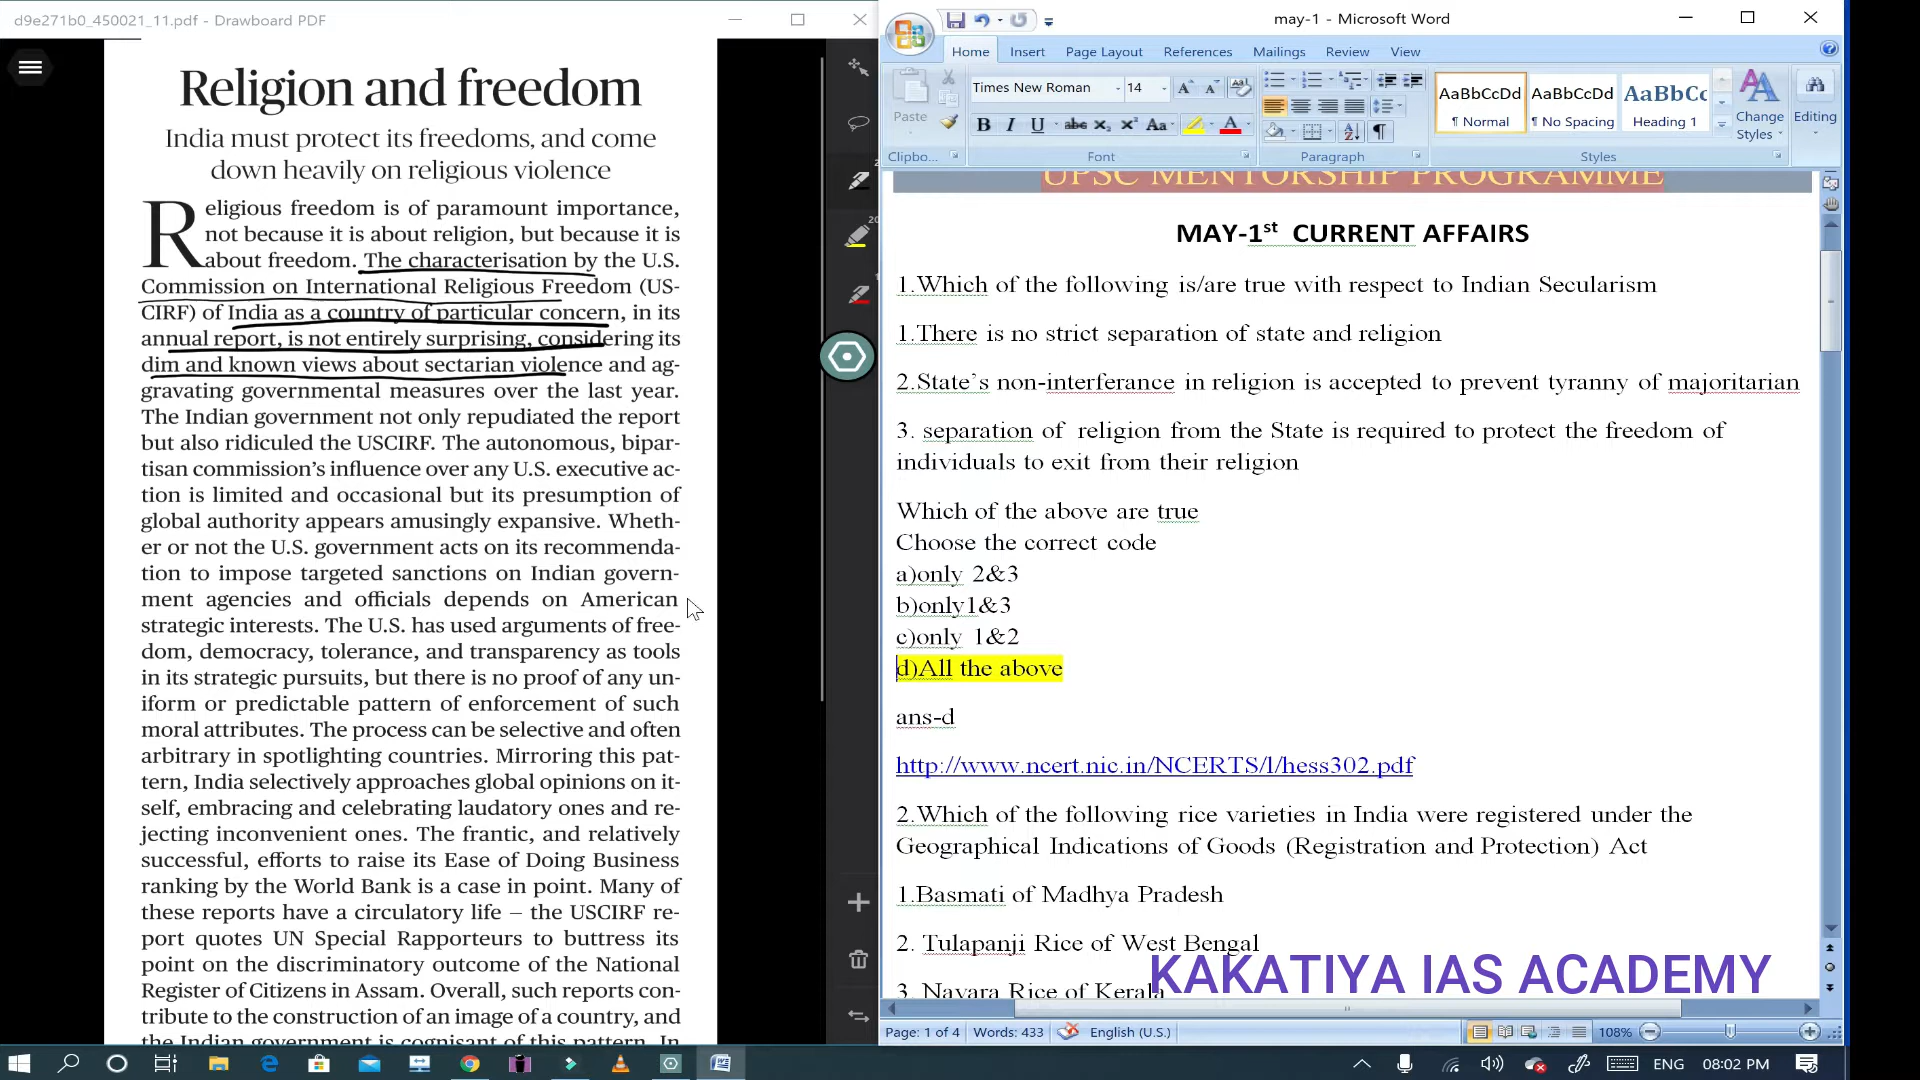 d9e271b0_450021_11.pdf - Drawboard PDF
Religion and freedom
India must protect its freedoms, and come
down heavily on religious violence
Religious freedom is of paramount importance,
not because it is about religion, but because it is
about freedom. The characterisation by the U.S.
Commission on International Religious Freedom (US-
CIRF) of India as a country of particular concern, in its
annual report, is not entirely surprising, considering its
dim and known views about sectarian violence and ag-
gravating governmental measures over the last year.
The Indian government not only repudiated the report
but also ridiculed the USCIRF. The autonomous, bipar-
tisan commission's influence over any U.S. executive ac-
tion is limited and occasional but its presumption of
global authority appears amusingly expansive. Wheth-
er or not the U.S. government acts on its recommenda-
tion to impose targeted sanctions on Indian govern-
ment agencies and officials depends on American
strategic interests. The U.S. has used arguments of free-
dom, democracy, tolerance, and transparency as tools
in its strategic pursuits, but there is no proof of any un-
iform or predictable pattern of enforcement of such
moral attributes. The process can be selective and often
arbitrary in spotlighting countries. Mirroring this pat-
tern, India selectively approaches global opinions on it-
self, embracing and celebrating laudatory ones and re-
jecting inconvenient ones. The frantic, and relatively
successful, efforts to raise its Ease of Doing Business
ranking by the World Bank is a case in point. Many of
these reports have a circulatory life – the USCIRF re-
port quotes UN Special Rapporteurs to buttress its
point on the discriminatory outcome of the National
Register of Citizens in Assam. Overall, such reports con-
tribute to the construction of an image of a country, and
the Indian government is cognisant of this pattern. In
may-1 - Microsoft Word
Home Insert Page Layout References Mailings Review View
Paste
Times New Roman 14
B I U abc X₂ X² Aa A
AaBbCcDd AaBbCcDd AaBbCc
¶ Normal ¶ No Spacing Heading 1
Change
Styles
Editing
Clipbo... Font Paragraph Styles
UPSC MENTORSHIP PROGRAMME
MAY-1st CURRENT AFFAIRS
1.Which of the following is/are true with respect to Indian Secularism
1.There is no strict separation of state and religion
2.State's non-interferance in religion is accepted to prevent tyranny of majoritarian
3. separation of religion from the State is required to protect the freedom of
individuals to exit from their religion
Which of the above are true
Choose the correct code
a)only 2&3
b)only1&3
c)only 1&2
d)All the above
ans-d
http://www.ncert.nic.in/NCERTS/l/hess302.pdf
2.Which of the following rice varieties in India were registered under the
Geographical Indications of Goods (Registration and Protection) Act
1.Basmati of Madhya Pradesh
2. Tulapanji Rice of West Bengal
3. Navara Rice of Kerala
KAKATIYA IAS ACADEMY
Page: 1 of 4 Words: 433 English (U.S.) 108%
ENG 08:02 PM